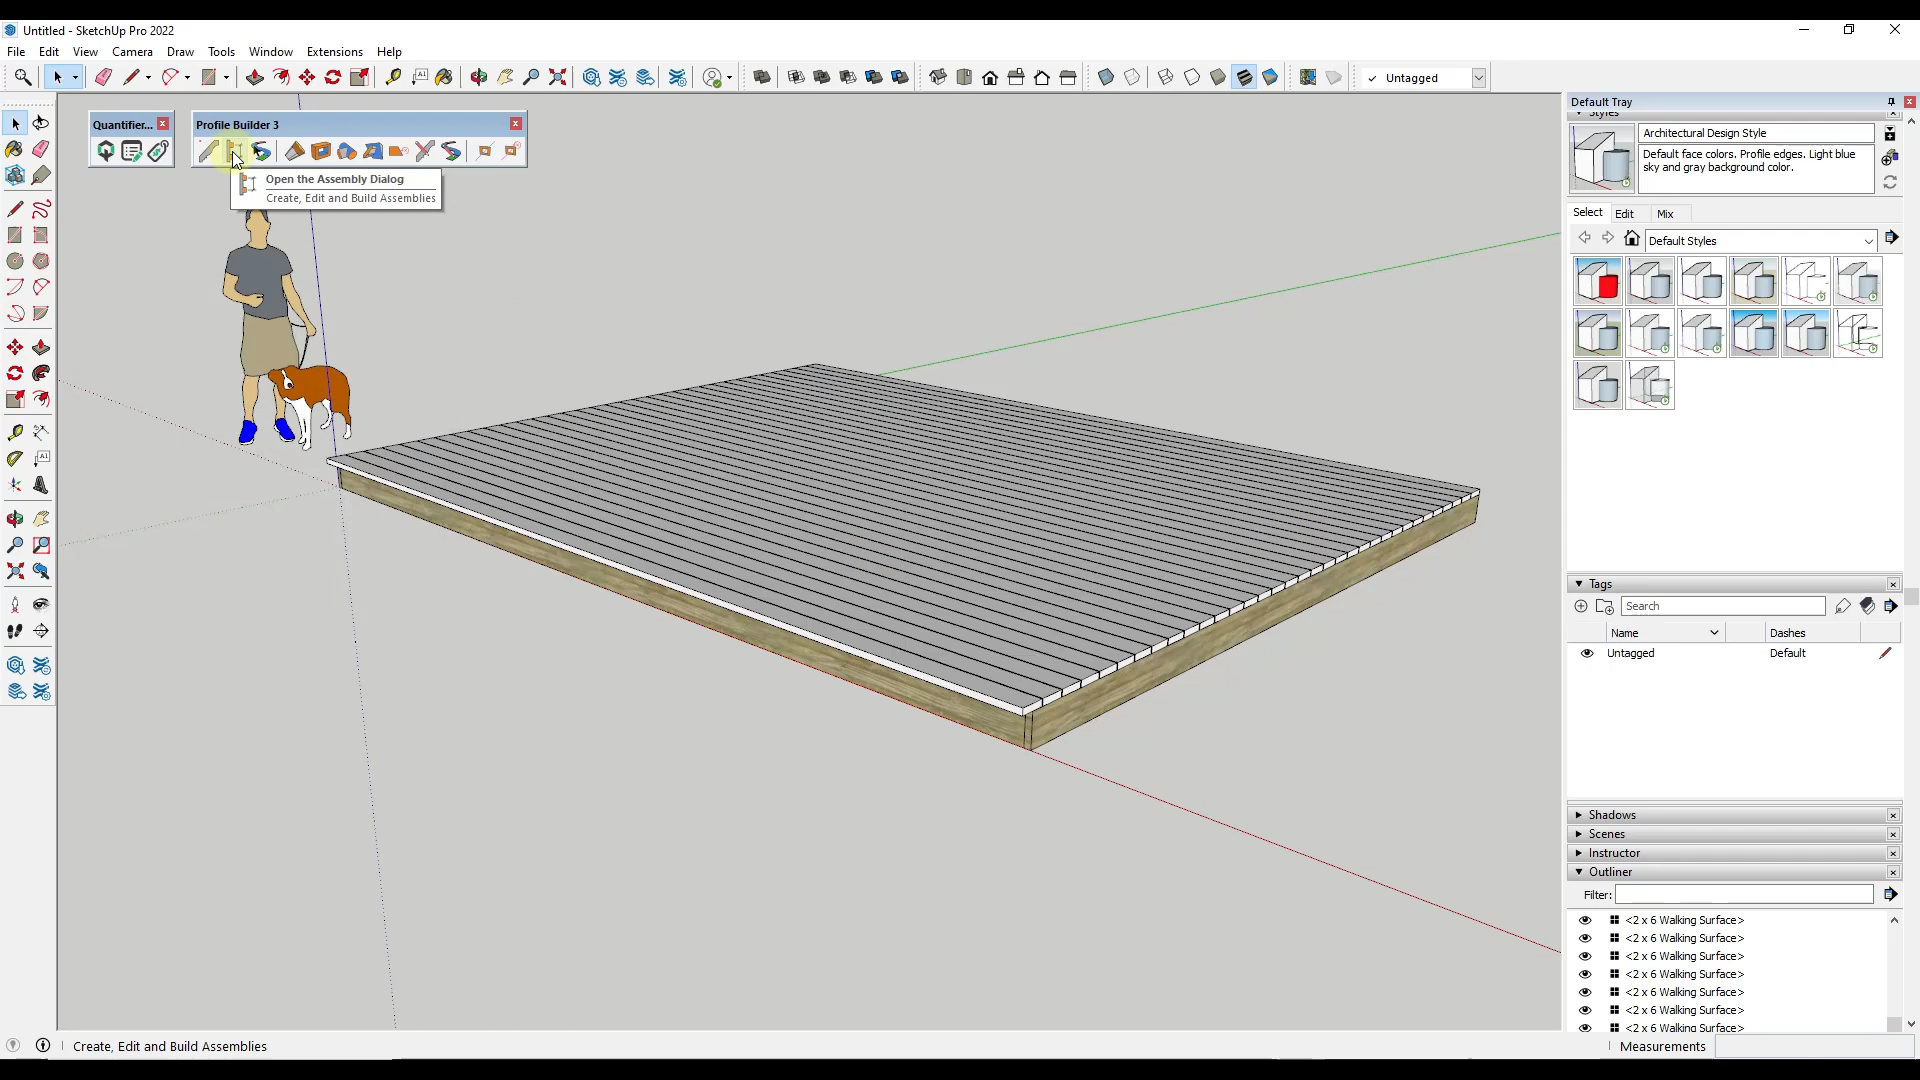 Untitled - SketchUp Pro 2022
File Edit View Camera Draw Tools Window Extensions Help
Untagged
Default Tray
Quantifier...
Profile Builder 3
Open the Assembly Dialog
Create, Edit and Build Assemblies
Styles
Architectural Design Style
Default face colors. Profile edges. Light blue
sky and gray background color.
Select Edit Mix
Default Styles
Tags
Search
Name Dashes
Untagged Default
Shadows
Scenes
Instructor
Outliner
Filter:
<2 x 6 Walking Surface>
<2 x 6 Walking Surface>
<2 x 6 Walking Surface>
<2 x 6 Walking Surface>
<2 x 6 Walking Surface>
<2 x 6 Walking Surface>
<2 x 6 Walking Surface>
Create, Edit and Build Assemblies
Measurements